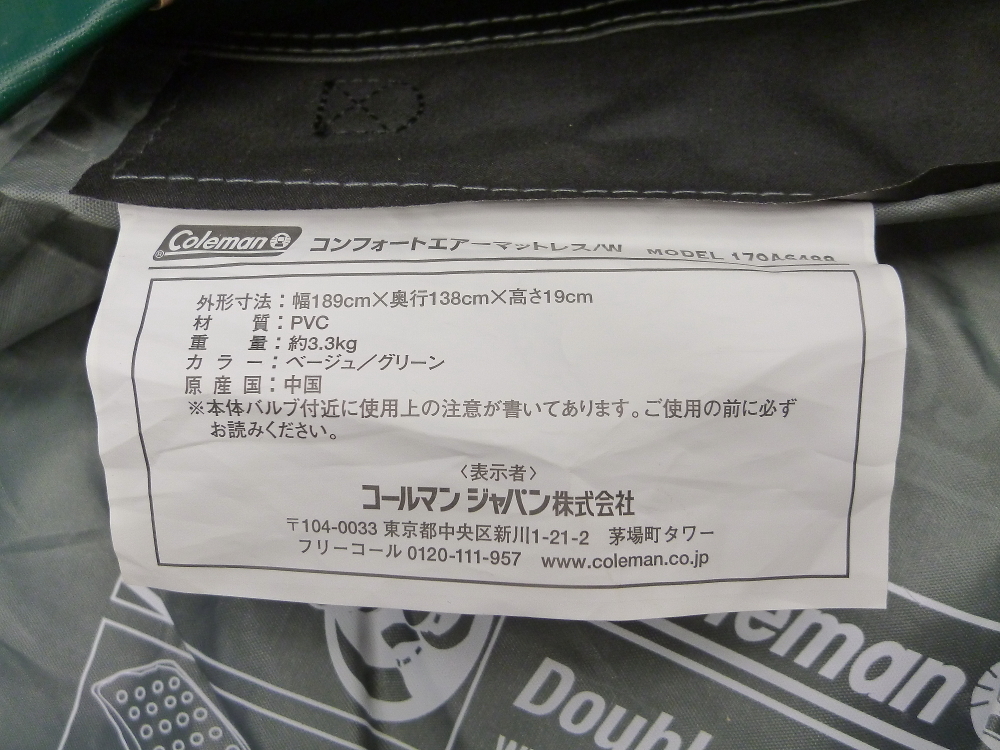 Coleman コンフォートエアーマットレス/W MODEL
外形寸法：幅189cm×奥行138cm×高さ19cm
材　　質：PVC
重　　量：約3.3kg
カ ラ ー：ベージュ／グリーン
原 産 国：中国
※本体バルブ付近に使用上の注意が書いてあります。ご使用の前に必ず
お読みください。
〈表示者〉
コールマン ジャパン株式会社
〒104-0033 東京都中央区新川1-21-2　茅場町タワー
フリーコール 0120-111-957　www.coleman.co.jp